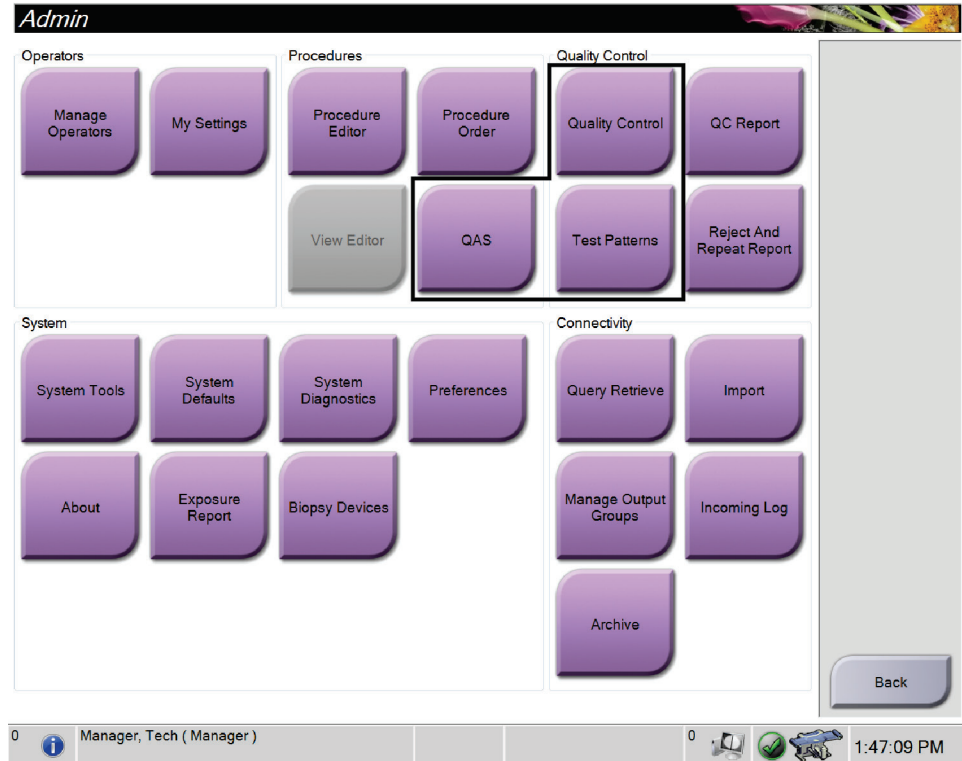 Admin
Operators
Procedures
Quality Control
Manage
Operators
My Settings
Procedure
Editor
Procedure
Order
Quality Control
QC Report
View Editor
QAS
Test Patterns
Reject And
Repeat Report
System
Connectivity
System Tools
System
Defaults
System
Diagnostics
Preferences
Query Retrieve
Import
About
Exposure
Report
Biopsy Devices
Manage Output
Groups
Incoming Log
Archive
Back
0
Manager, Tech ( Manager )
0
1:47:09 PM